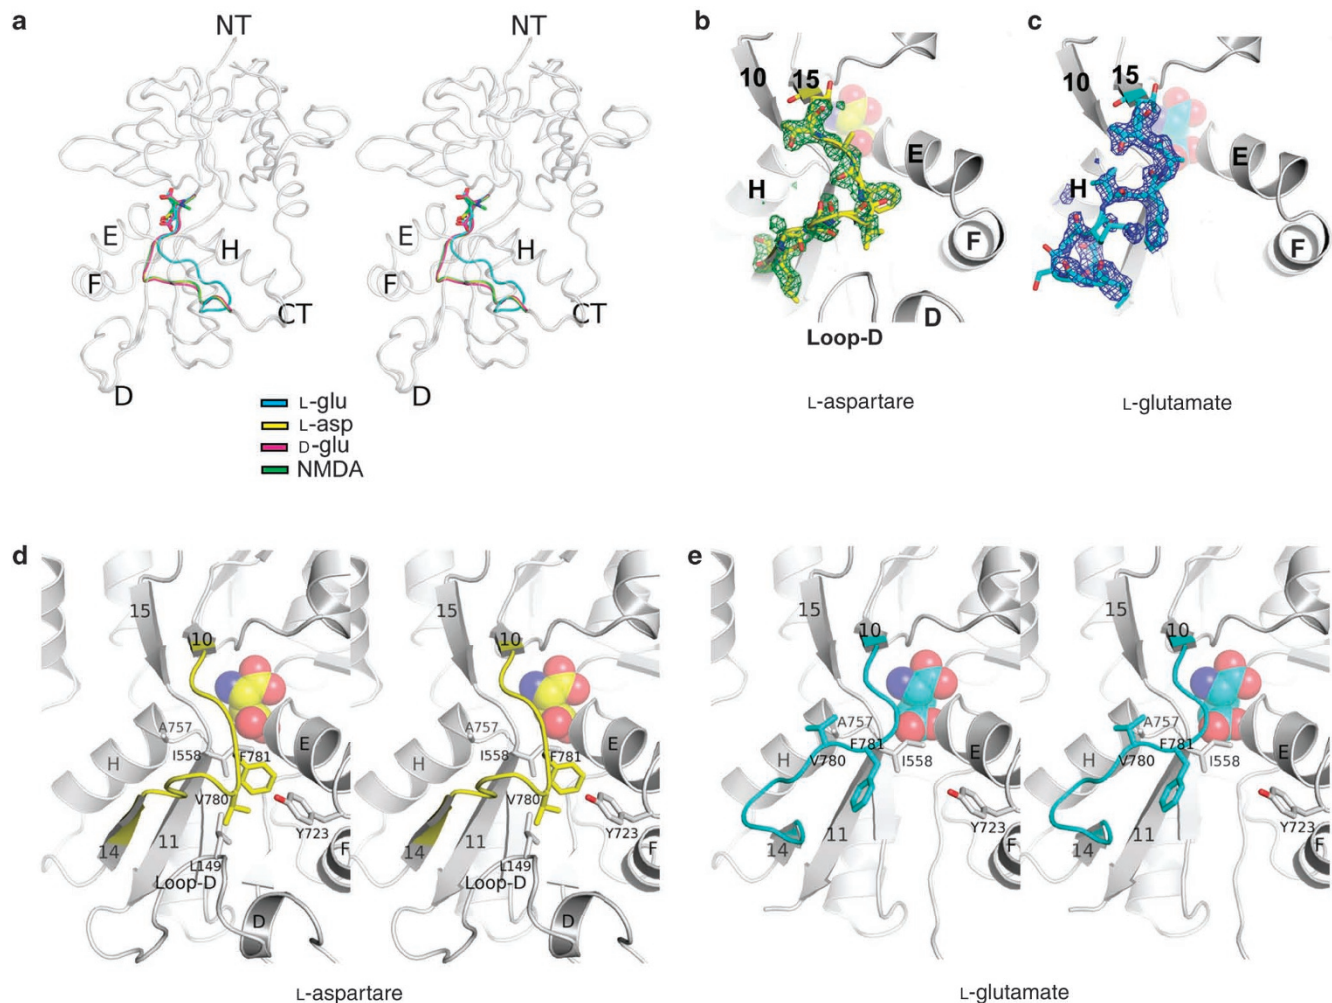 a
NT
NT
E
H
F
CT
D
E
H
F
CT
D
L-glu
L-asp
D-glu
NMDA
b
10
15
E
H
F
D
Loop-D
L-aspartare
c
15
10
E
H
F
L-glutamate
d
15
10
A757
I558
F781
E
H
V780
Y723
14
11
L149
F
Loop-D
D
15
10
A757
I558
F781
E
H
V780
Y723
14
11
L149
F
Loop-D
D
L-aspartare
e
15
10
A757
F781
H
V780
I558
E
11
Y723
14
F
15
10
A757
F781
H
V780
I558
E
11
Y723
14
F
L-glutamate